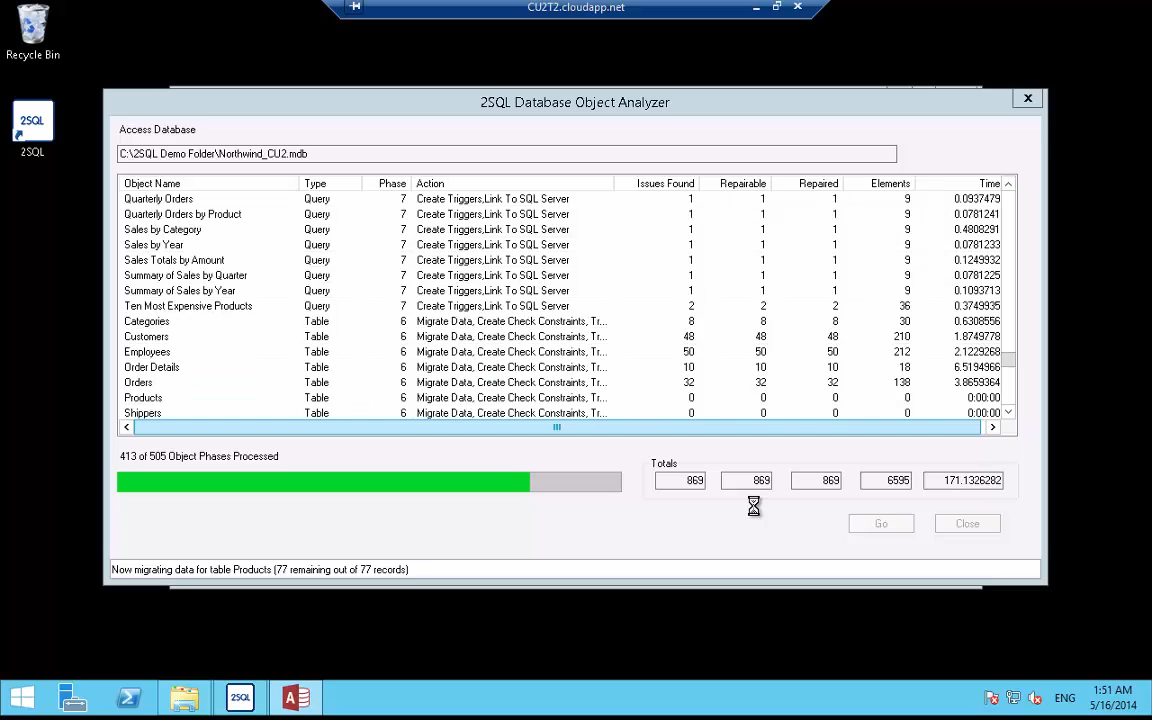 CU2T2.cloudapp.net
Recycle Bin
2SQL
2SQL
2SQL Database Object Analyzer
Access Database
C:\2SQL Demo Folder\Northwind_CU2.mdb
Object Name Type Phase Action Issues Found Repairable Repaired Elements Time
Quarterly Orders Query 7 Create Triggers,Link To SQL Server 1 1 1 9 0.0937479
Quarterly Orders by Product Query 7 Create Triggers,Link To SQL Server 1 1 1 9 0.0781241
Sales by Category Query 7 Create Triggers,Link To SQL Server 1 1 1 9 0.4808291
Sales by Year Query 7 Create Triggers,Link To SQL Server 1 1 1 9 0.0781233
Sales Totals by Amount Query 7 Create Triggers,Link To SQL Server 1 1 1 9 0.1249932
Summary of Sales by Quarter Query 7 Create Triggers,Link To SQL Server 1 1 1 9 0.0781225
Summary of Sales by Year Query 7 Create Triggers,Link To SQL Server 1 1 1 9 0.1093713
Ten Most Expensive Products Query 7 Create Triggers,Link To SQL Server 2 2 2 36 0.3749935
Categories Table 6 Migrate Data, Create Check Constraints, Tr... 8 8 8 30 0.6308556
Customers Table 6 Migrate Data, Create Check Constraints, Tr... 48 48 48 210 1.8749778
Employees Table 6 Migrate Data, Create Check Constraints, Tr... 50 50 50 212 2.1229268
Order Details Table 6 Migrate Data, Create Check Constraints, Tr... 10 10 10 18 6.5194966
Orders Table 6 Migrate Data, Create Check Constraints, Tr... 32 32 32 138 3.8659364
Products Table 6 Migrate Data, Create Check Constraints, Tr... 0 0 0 0 0:00:00
Shippers Table 6 Migrate Data, Create Check Constraints, Tr... 0 0 0 0 0:00:00
413 of 505 Object Phases Processed
Totals
869 869 869 6595 171.1326282
Go Close
Now migrating data for table Products (77 remaining out of 77 records)
2SQL
ENG
1:51 AM
5/16/2014